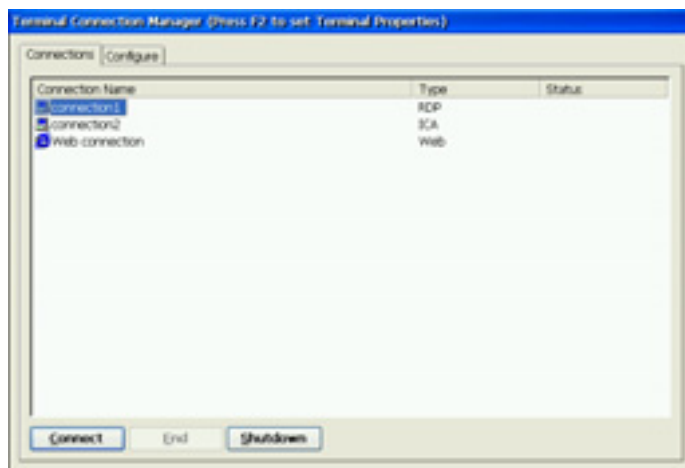 Terminal Connection Manager (Press F2 to set Terminal Properties)
Connections Configure
Connection Name Type Status
connection1 RDP
connection2 ICA
Web connection Web
Connect End Shutdown